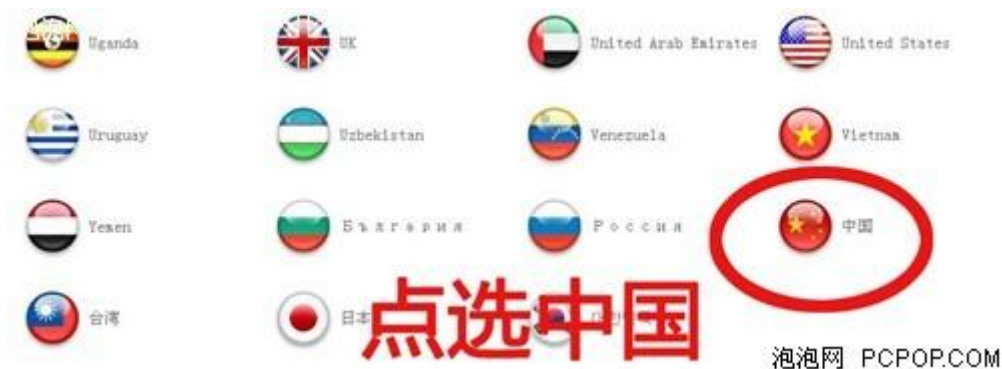 Uganda UK United Arab Emirates United States
Uruguay Uzbekistan Venezuela Vietnam
Yemen България Россия 中国
台湾 日本
点选中国
泡泡网 PCPOP.COM